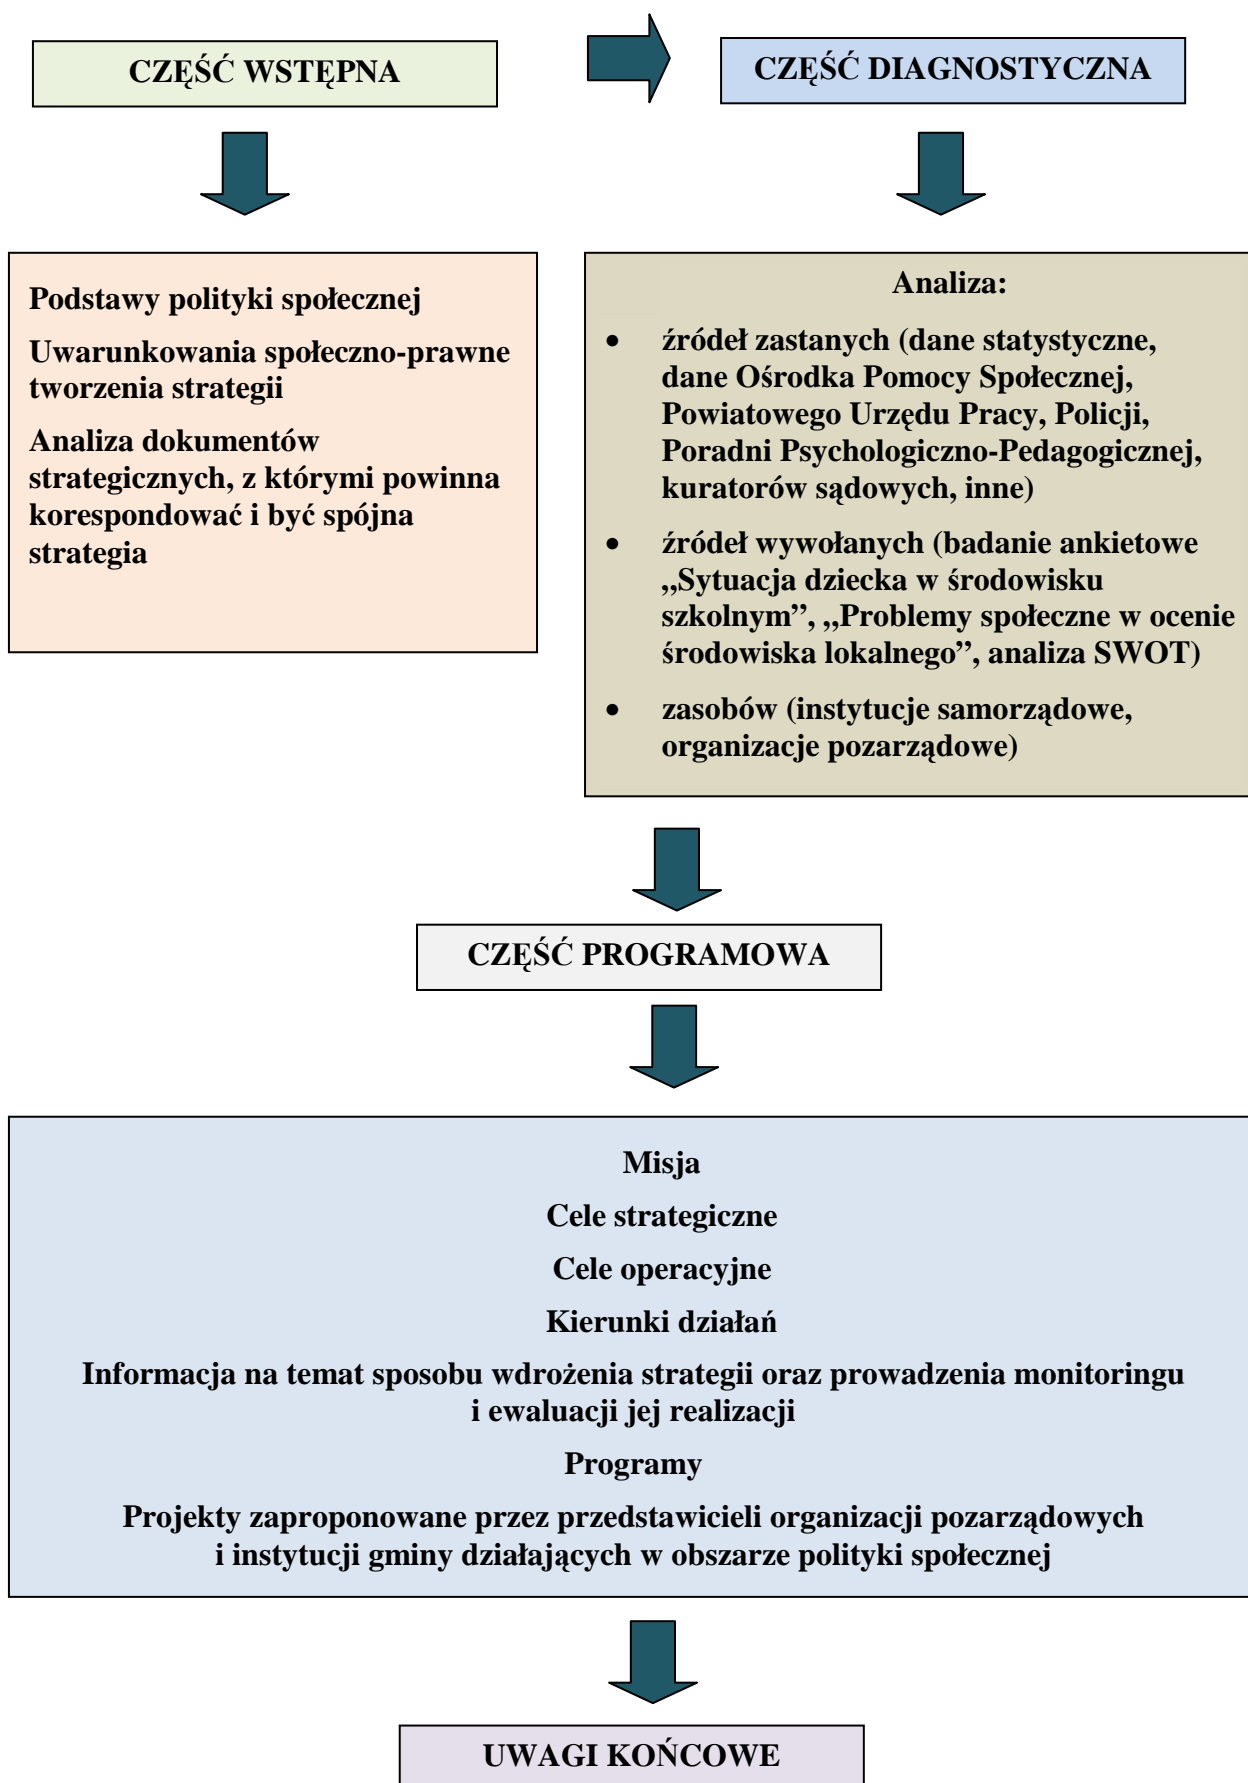 CZĘŚĆ WSTĘPNA
CZĘŚĆ DIAGNOSTYCZNA
Podstawy polityki społecznej
Uwarunkowania społeczno-prawne
tworzenia strategii
Analiza dokumentów
strategicznych, z którymi powinna
korespondować i być spójna
strategia
Analiza:
• źródeł zastanych (dane statystyczne,
dane Ośrodka Pomocy Społecznej,
Powiatowego Urzędu Pracy, Policji,
Poradni Psychologiczno-Pedagogicznej,
kuratorów sądowych, inne)
• źródeł wywołanych (badanie ankietowe
„Sytuacja dziecka w środowisku
szkolnym”, „Problemy społeczne w ocenie
środowiska lokalnego”, analiza SWOT)
• zasobów (instytucje samorządowe,
organizacje pozarządowe)
CZĘŚĆ PROGRAMOWA
Misja
Cele strategiczne
Cele operacyjne
Kierunki działań
Informacja na temat sposobu wdrożenia strategii oraz prowadzenia monitoringu
i ewaluacji jej realizacji
Programy
Projekty zaproponowane przez przedstawicieli organizacji pozarządowych
i instytucji gminy działających w obszarze polityki społecznej
UWAGI KOŃCOWE